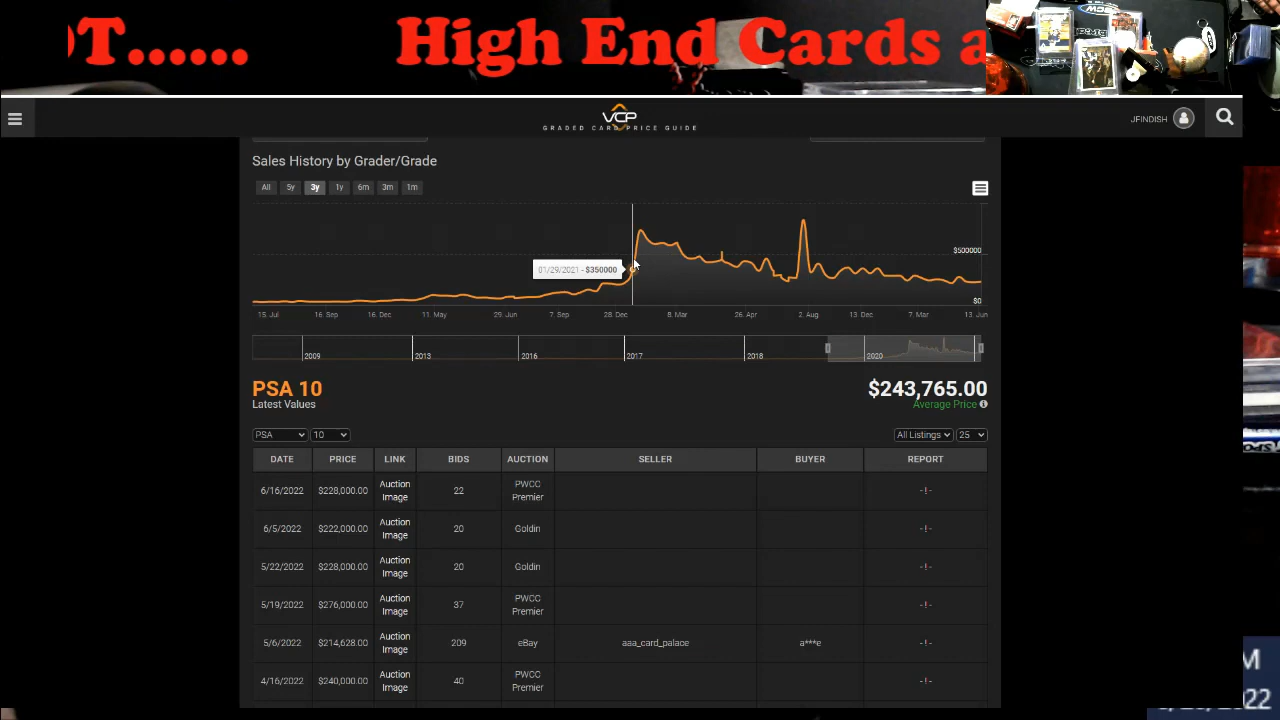 OT......
High End Cards a
VCP
GRADED CARD PRICE GUIDE
JFINDISH
Sales History by Grader/Grade
All 5y 3y 1y 6m 3m 1m
$500000
01/29/2021 - $350000
$0
15. Jul 16. Sep 16. Dec 11. May 29. Jun 7. Sep 28. Dec 8. Mar 26. Apr 2. Aug 13. Dec 7. Mar 13. Jun
2009 2013 2016 2017 2018 2020
PSA 10 $243,765.00
Latest Values Average Price
PSA 10 All Listings 25
DATE PRICE LINK BIDS AUCTION SELLER BUYER REPORT
6/16/2022 $228,000.00 Auction Image 22 PWCC Premier -!-
6/5/2022 $222,000.00 Auction Image 20 Goldin -!-
5/22/2022 $228,000.00 Auction Image 20 Goldin -!-
5/19/2022 $276,000.00 Auction Image 37 PWCC Premier -!-
5/6/2022 $214,628.00 Auction Image 209 eBay aaa_card_palace a***e -!-
4/16/2022 $240,000.00 Auction Image 40 PWCC Premier -!-
M